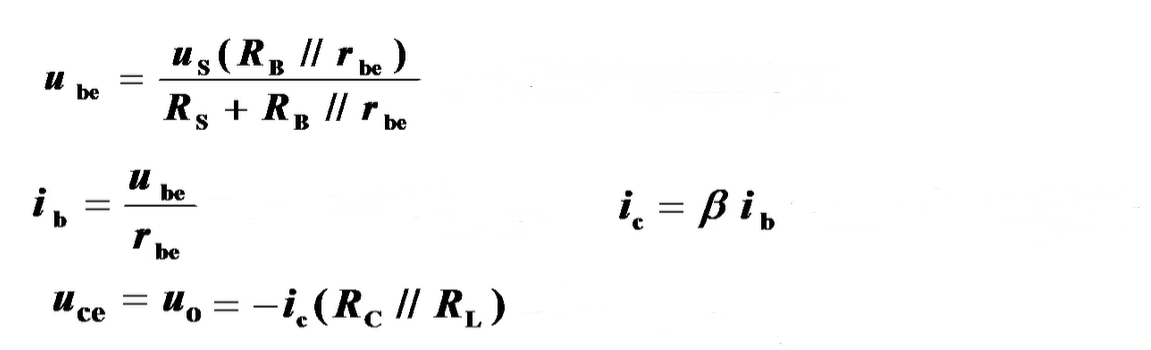 u_be = u_S(R_B // r_be) / (R_S + R_B // r_be)
i_b = u_be / r_be
i_c = β i_b
u_ce = u_o = −i_c(R_C // R_L)